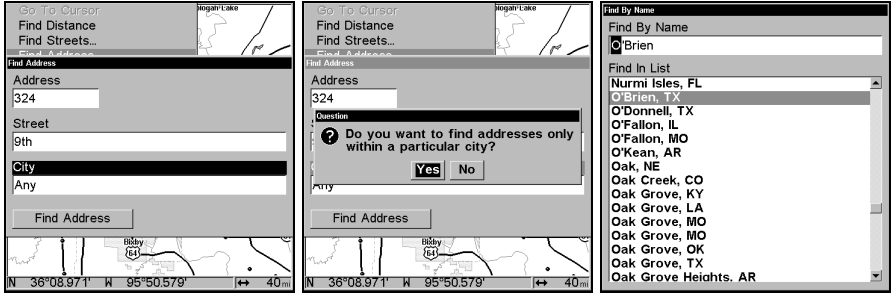 Go To Cursor
Find Distance
Find Streets...
Find Address
Find Address
Address
324
Street
9th
City
Any
Find Address
Bixby
64
N 36°08.971' W 95°50.579' ↔ 40mi
Go To Cursor
Find Distance
Find Streets...
Find Address
Find Address
Address
324
Question
Do you want to find addresses only
within a particular city?
Yes No
Any
Find Address
Bixby
64
N 36°08.971' W 95°50.579' ↔ 40mi
Find By Name
Find By Name
O'Brien
Find In List
Nurmi Isles, FL
O'Brien, TX
O'Donnell, TX
O'Fallon, IL
O'Fallon, MO
O'Kean, AR
Oak, NE
Oak Creek, CO
Oak Grove, KY
Oak Grove, LA
Oak Grove, MO
Oak Grove, MO
Oak Grove, OK
Oak Grove, TX
Oak Grove Heights, AR